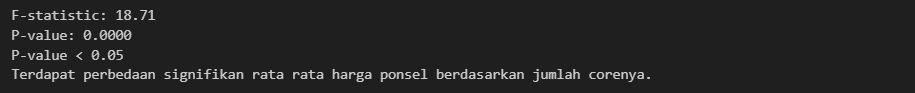 F-statistic: 18.71
P-value: 0.0000
P-value < 0.05
Terdapat perbedaan signifikan rata rata harga ponsel berdasarkan jumlah corenya.